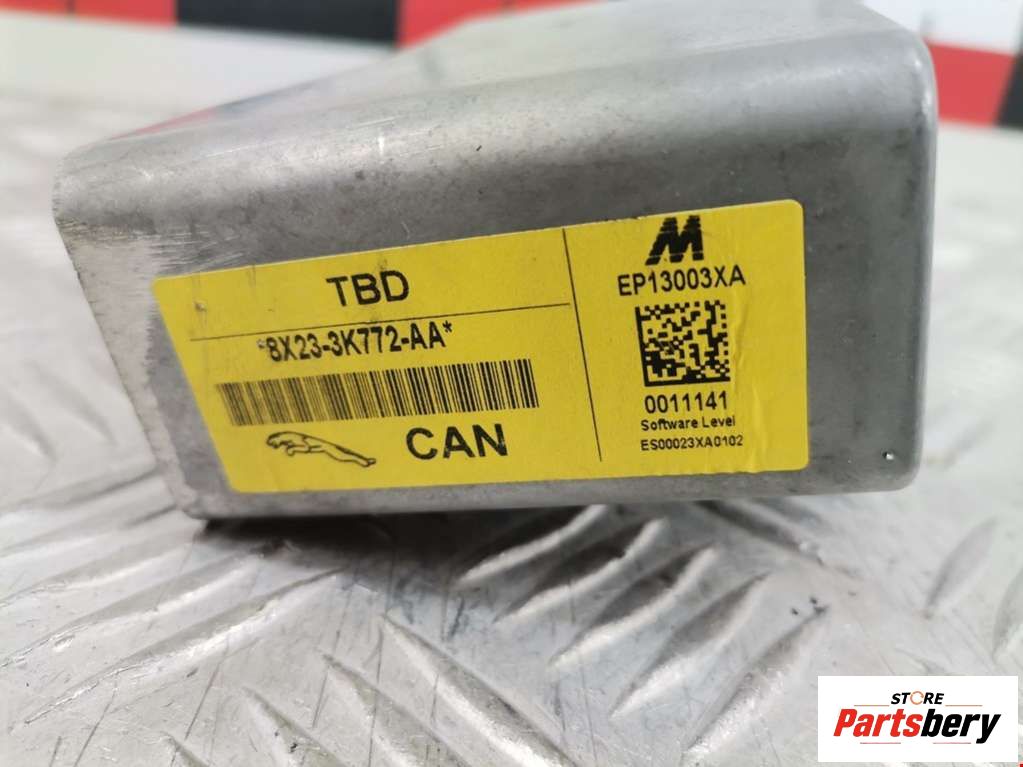 TBD
*8X23-3K772-AA*
CAN
M
EP13003XA
0011141
Software Level
ES00023XA0102
STORE
Partsbery